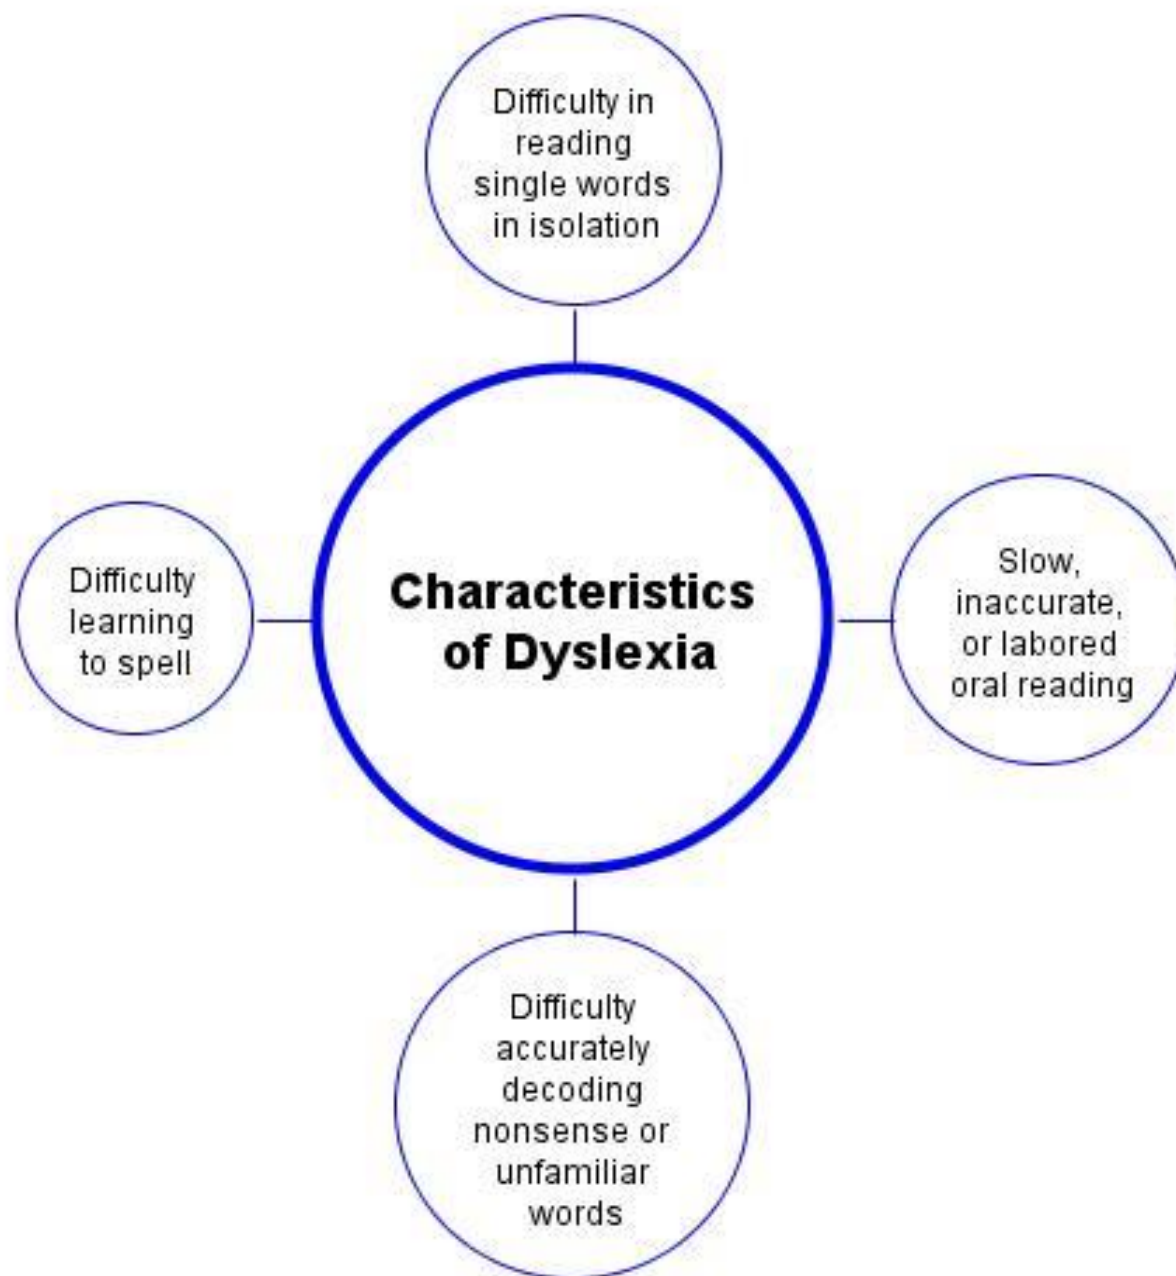 Difficulty in
reading
single words
in isolation
Characteristics
of Dyslexia
Difficulty
learning
to spell
Slow,
inaccurate,
or labored
oral reading
Difficulty
accurately
decoding
nonsense or
unfamiliar
words